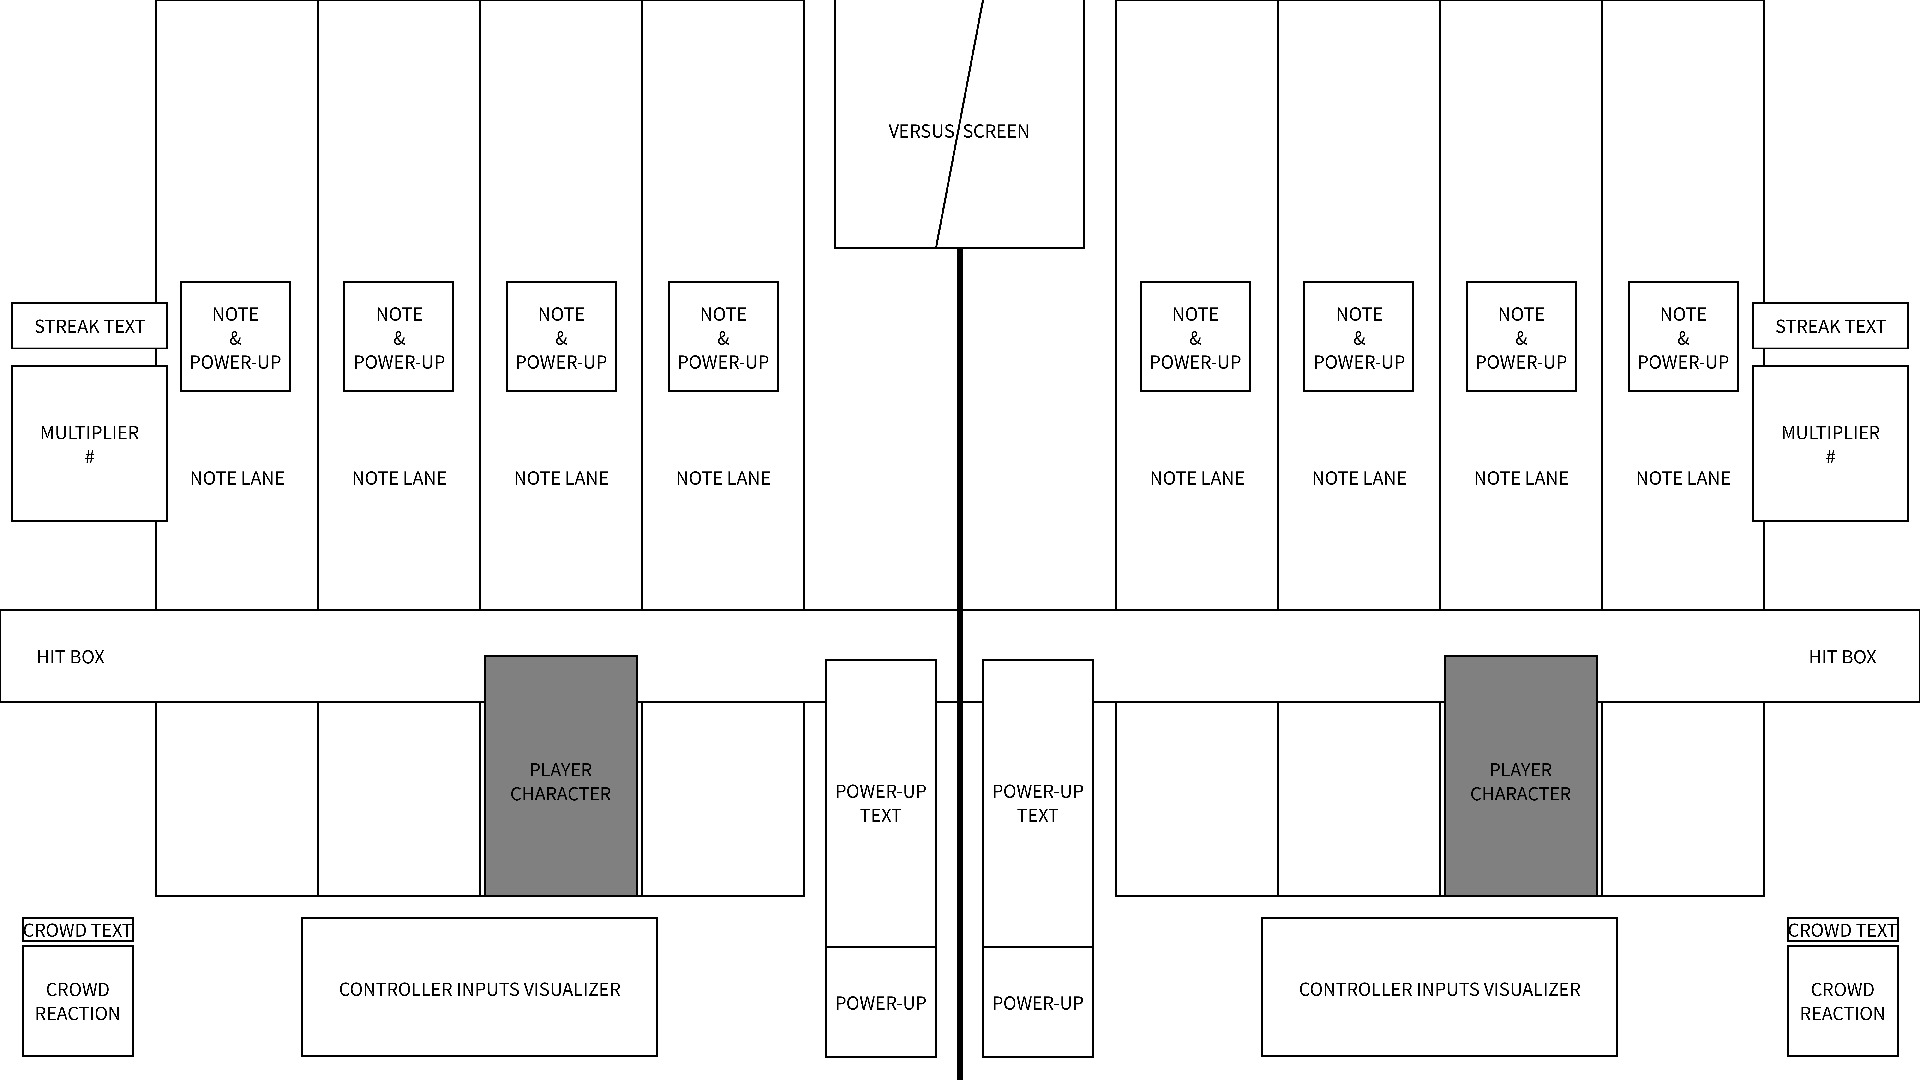 VERSUS SCREEN
NOTE
&
POWER-UP
NOTE
&
POWER-UP
NOTE
&
POWER-UP
NOTE
&
POWER-UP
NOTE
&
POWER-UP
NOTE
&
POWER-UP
NOTE
&
POWER-UP
NOTE
&
POWER-UP
STREAK TEXT
STREAK TEXT
MULTIPLIER
#
MULTIPLIER
#
NOTE LANE
NOTE LANE
NOTE LANE
NOTE LANE
NOTE LANE
NOTE LANE
NOTE LANE
NOTE LANE
HIT BOX
HIT BOX
PLAYER
CHARACTER
PLAYER
CHARACTER
POWER-UP
TEXT
POWER-UP
TEXT
CROWD TEXT
CROWD TEXT
CROWD
REACTION
CONTROLLER INPUTS VISUALIZER
POWER-UP
POWER-UP
CONTROLLER INPUTS VISUALIZER
CROWD
REACTION